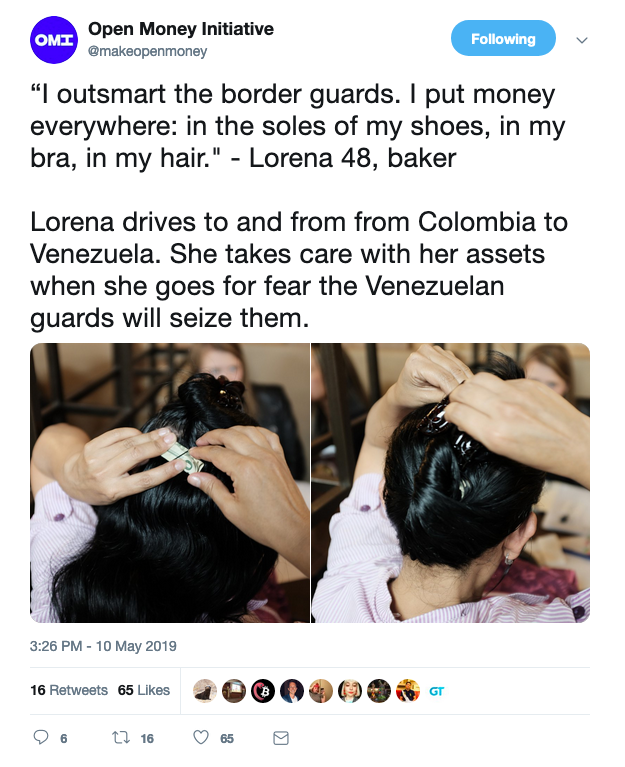 OMI
Open Money Initiative
@makeopenmoney
Following
“I outsmart the border guards. I put money
everywhere: in the soles of my shoes, in my
bra, in my hair." - Lorena 48, baker
Lorena drives to and from from Colombia to
Venezuela. She takes care with her assets
when she goes for fear the Venezuelan
guards will seize them.
3:26 PM - 10 May 2019
16 Retweets 65 Likes
GT
6 16 65